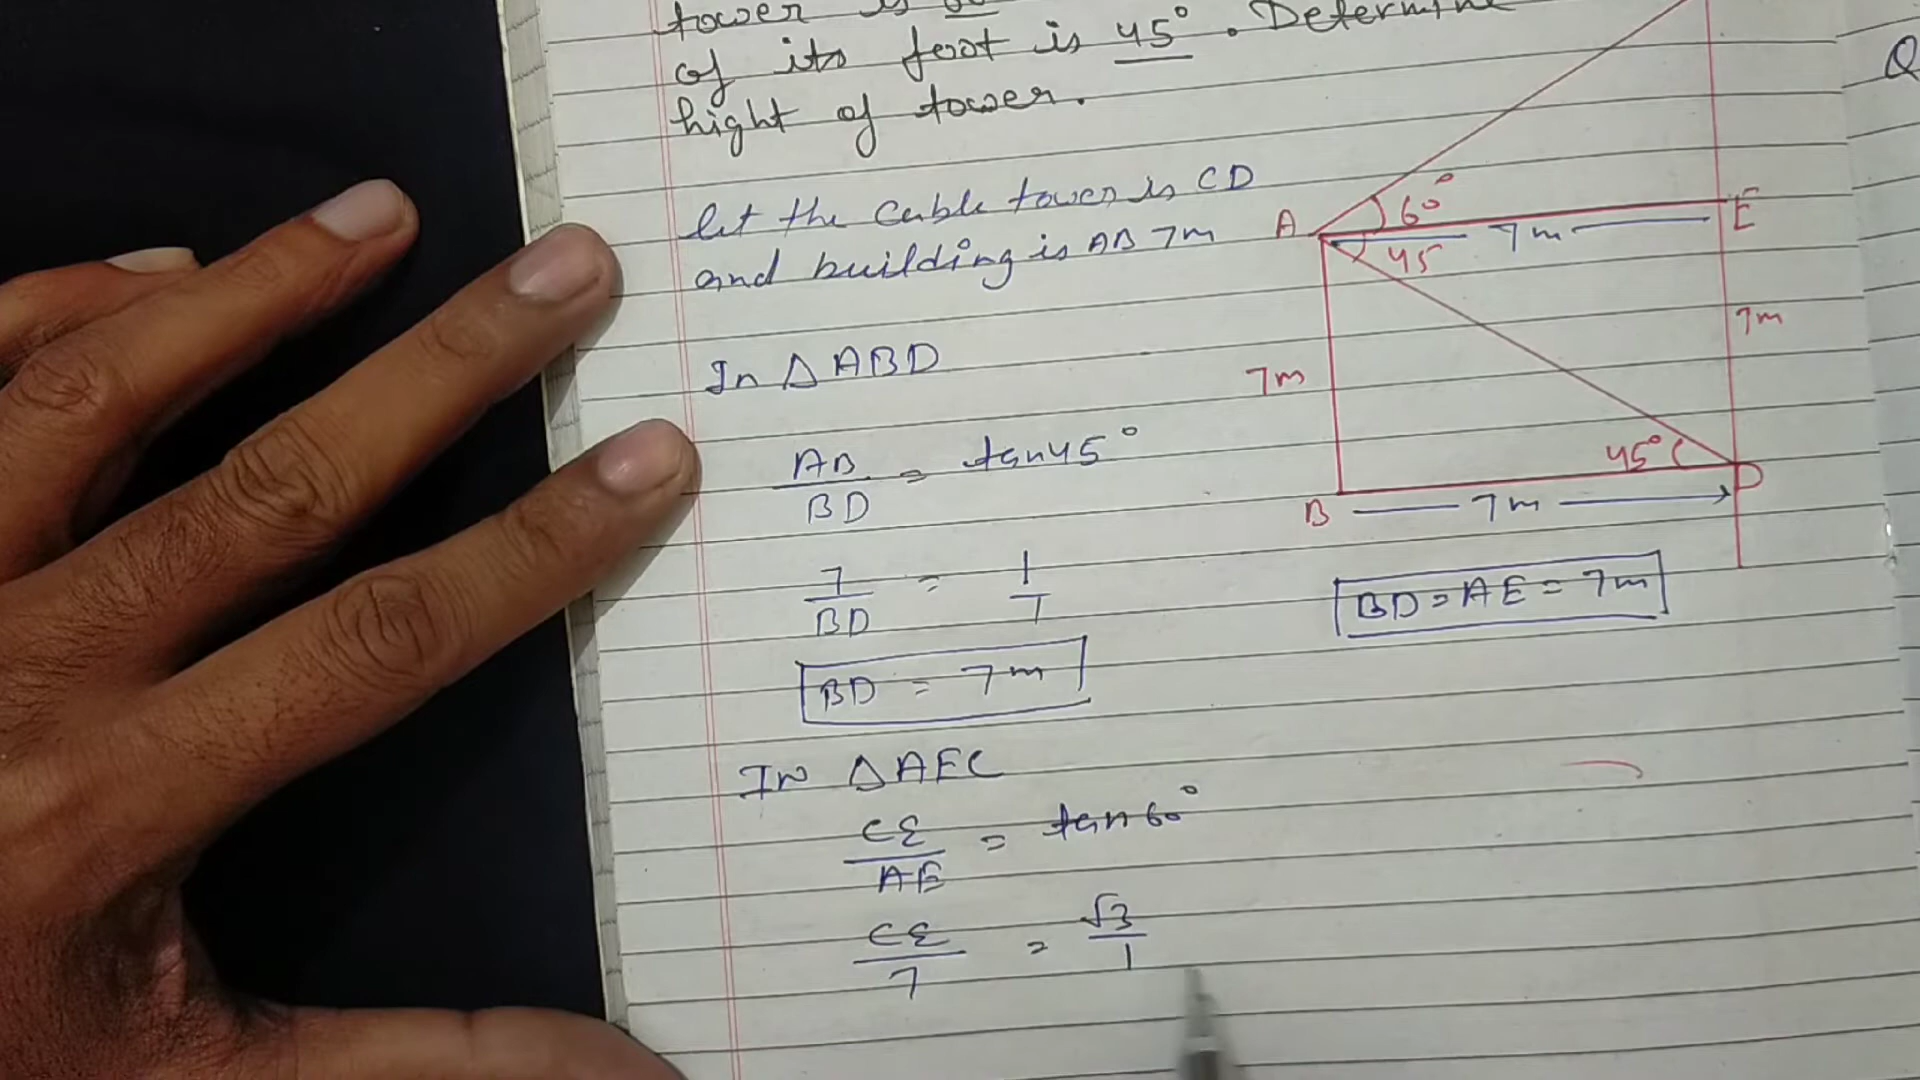 tower is 60
of its foot is 45°. Determine
hight of tower.
let the Cable tower is CD
and building is AB 7m
In △ABD
AB/BD = tan45°
7/BD = 1/1
BD = 7m
IN △AEC
CE/AE = tan60°
CE/7 = √3/1
A 60° E
45 7m
7m
7m
45°
B 7m D
BD = AE = 7m
Q